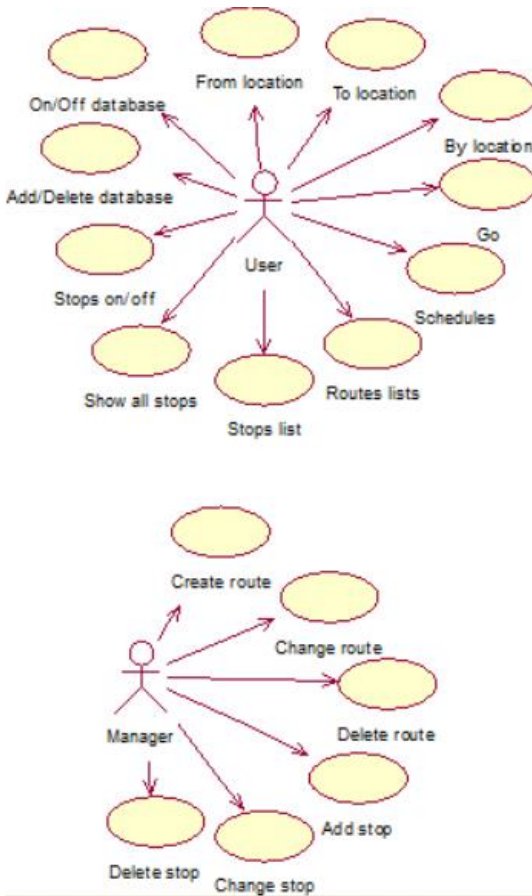 From location
To location
On/Off database
By location
Add/Delete database
Go
User
Stops on/off
Schedules
Show all stops
Routes lists
Stops list
Create route
Change route
Manager
Delete route
Add stop
Delete stop
Change stop